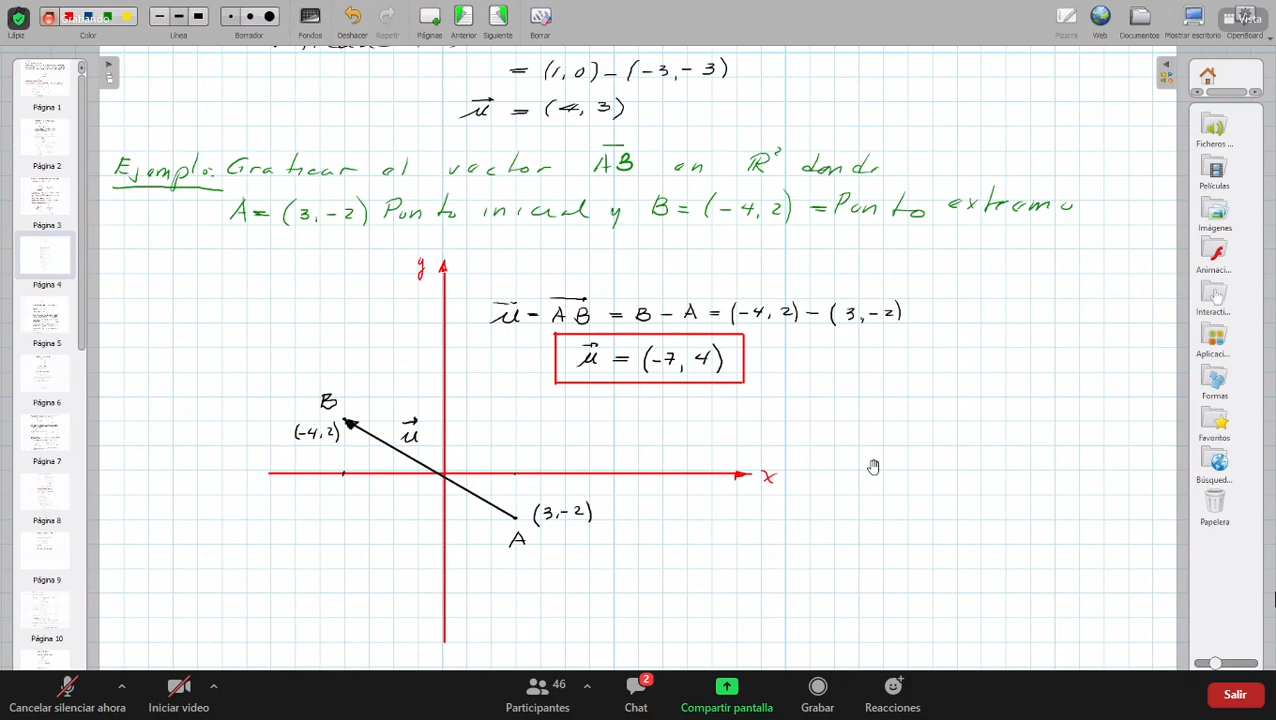 Grabando
Vista
Lápiz Color Línea Borrador Fondos Deshacer Repetir Páginas Anterior Siguiente Borrar Pizarra Web Documentos Mostrar escritorio OpenBoard
= (1, 0) - (-3, -3)
u = (4, 3)
Ejemplo: Graficar el vector AB en R² donde
A = (3, -2) Punto inicial y B = (-4, 2) = Punto extremo
y
u = AB = B - A = (-4, 2) - (3, -2)
u = (-7, 4)
B
(-4, 2)
u
x
(3, -2)
A
Página 1
Página 2
Página 3
Página 4
Página 5
Página 6
Página 7
Página 8
Página 9
Página 10
Ficheros ...
Películas
Imágenes
Animaci...
Interacti...
Aplicaci...
Formas
Favoritos
Búsqued...
Papelera
46
2
Cancelar silenciar ahora Iniciar video Participantes Chat Compartir pantalla Grabar Reacciones Salir